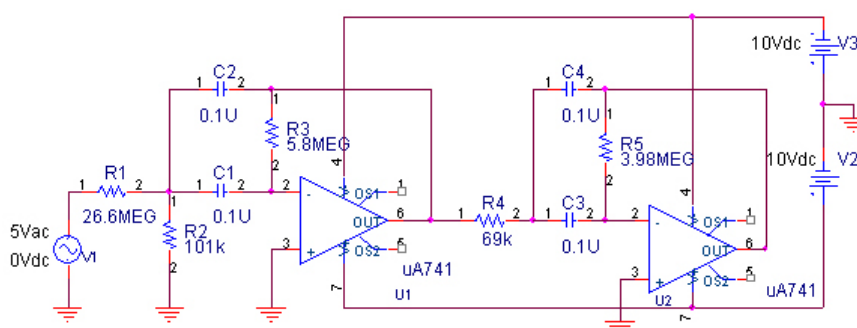 10Vdc
V3
1 C2 2
0.1U
1
R3
5.8MEG
2
4
1 C4 2
0.1U
1
R5
3.98MEG
2
4
10Vdc
V2
R1
1 2
26.6MEG
1 C1 2
0.1U
2
-
OS1
1
OUT
6
3
+
OS2
5
7
uA741
U1
1
R2
101k
2
5Vac
0Vdc
V1
R4
1 2
69k
1 C3 2
0.1U
2
-
OS1
1
OUT
6
3
+
OS2
5
7
uA741
U2